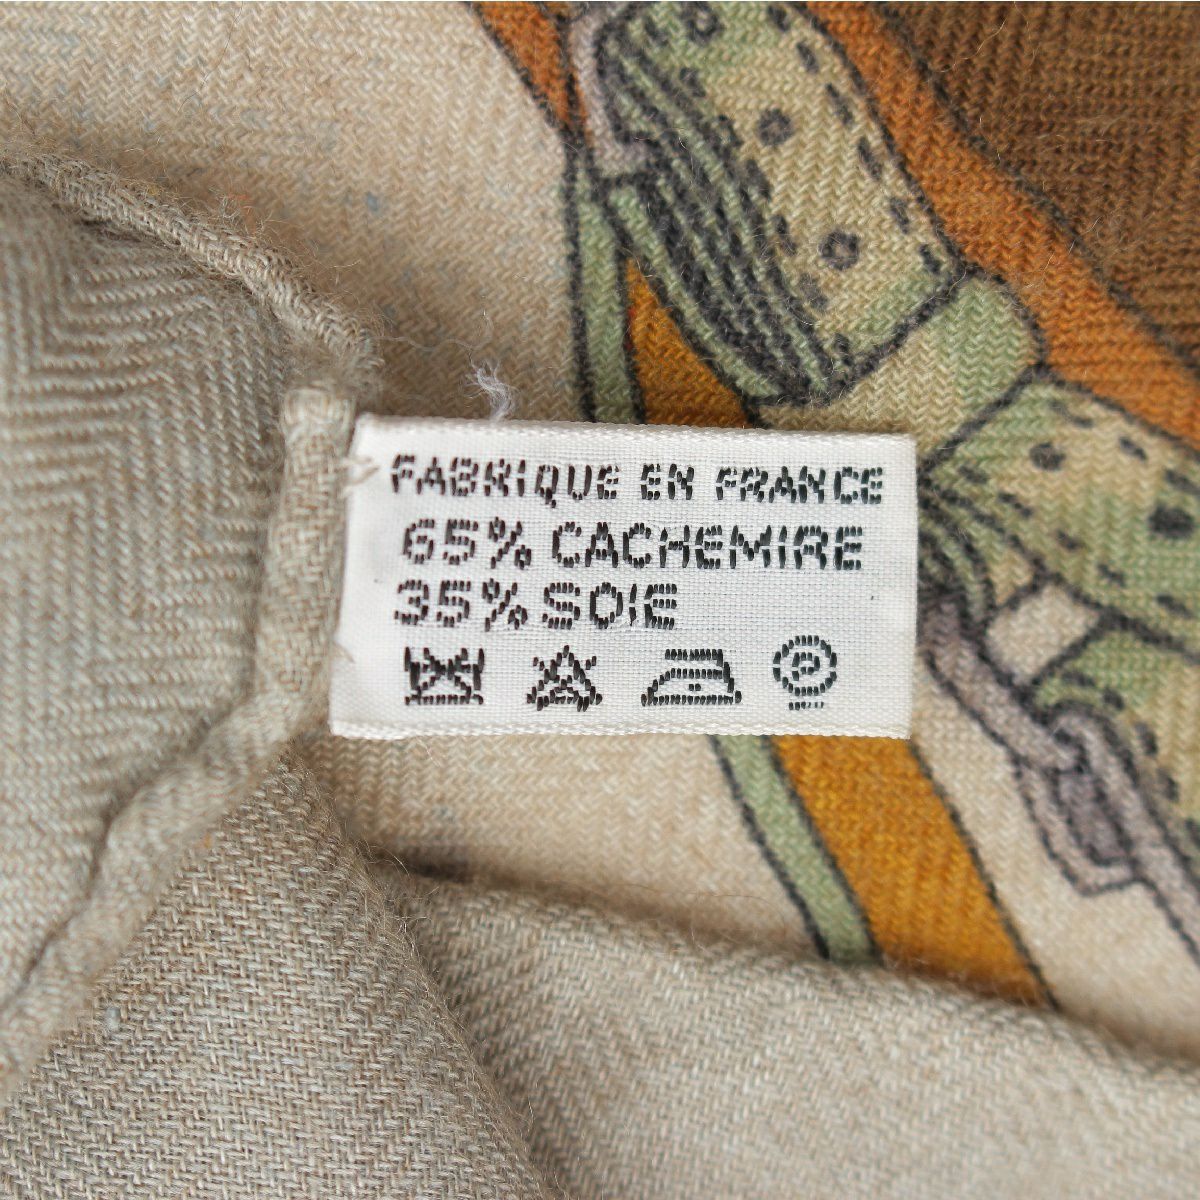 FABRIQUE EN FRANCE
65% CACHEMIRE
35% SOIE
P